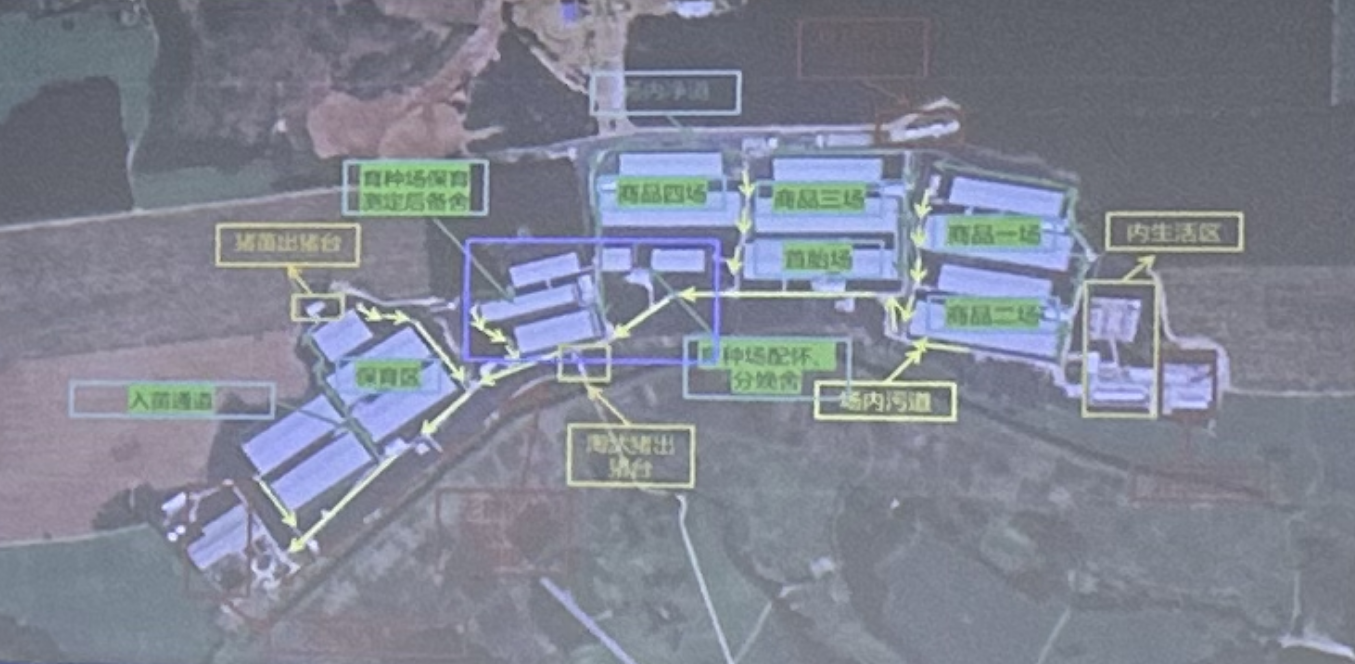 场内净道
育种场保育
测定后备舍
商品四场
商品三场
商品一场
内生活区
猪苗出猪台
首胎场
商品二场
保育区
育种场配怀、
分娩舍
入苗通道
场内污道
淘汰猪出
猪台